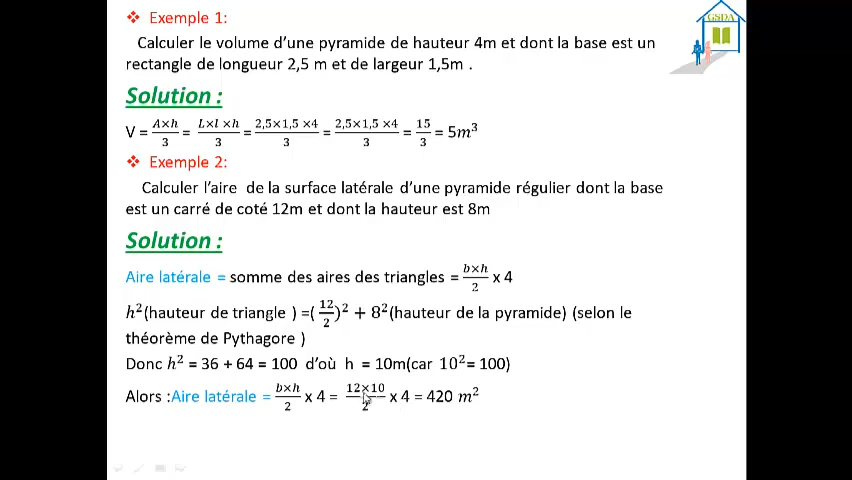 GSDA
❖ Exemple 1:
Calculer le volume d'une pyramide de hauteur 4m et dont la base est un
rectangle de longueur 2,5 m et de largeur 1,5m .
Solution :
V = A×h/3 = L×l ×h/3 = 2,5×1,5 ×4/3 = 2,5×1,5 ×4/3 = 15/3 = 5m³
❖ Exemple 2:
Calculer l'aire de la surface latérale d'une pyramide régulier dont la base
est un carré de coté 12m et dont la hauteur est 8m
Solution :
Aire latérale = somme des aires des triangles = b×h/2 x 4
h²(hauteur de triangle ) =(12/2)² + 8²(hauteur de la pyramide) (selon le
théorème de Pythagore )
Donc h² = 36 + 64 = 100 d'où h = 10m(car 10²= 100)
Alors :Aire latérale = b×h/2 x 4 = 12×10/2 x 4 = 420 m²